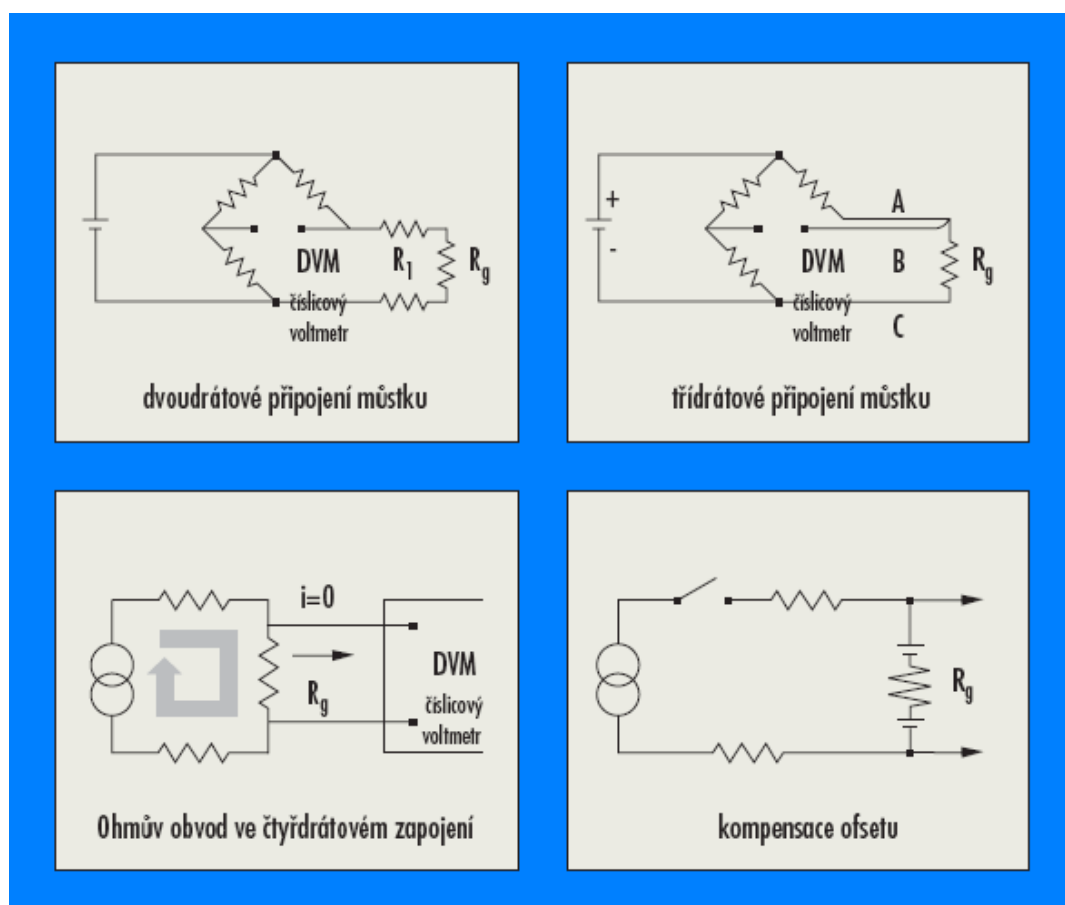 DVM
R1
Rg
číslicový
voltmetr
dvoudrátové připojení můstku
+
-
A
DVM
B
Rg
číslicový
voltmetr
C
třídrátové připojení můstku
i=0
Rg
DVM
číslicový
voltmetr
Ohmův obvod ve čtyřdrátovém zapojení
Rg
kompensace ofsetu